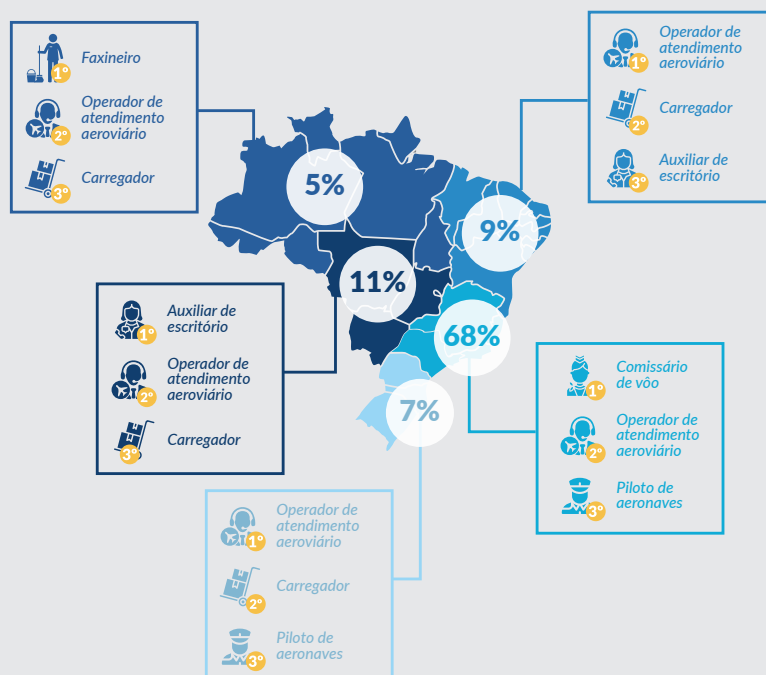 Faxineiro
1º
Operador de
atendimento
aeroviário
2º
Carregador
3º
Operador de
atendimento
aeroviário
1º
Carregador
2º
Auxiliar de
escritório
3º
5%
9%
11%
68%
7%
Auxiliar de
escritório
1º
Operador de
atendimento
aeroviário
2º
Carregador
3º
Comissário
de vôo
1º
Operador de
atendimento
aeroviário
2º
Piloto de
aeronaves
3º
Operador de
atendimento
aeroviário
1º
Carregador
2º
Piloto de
aeronaves
3º